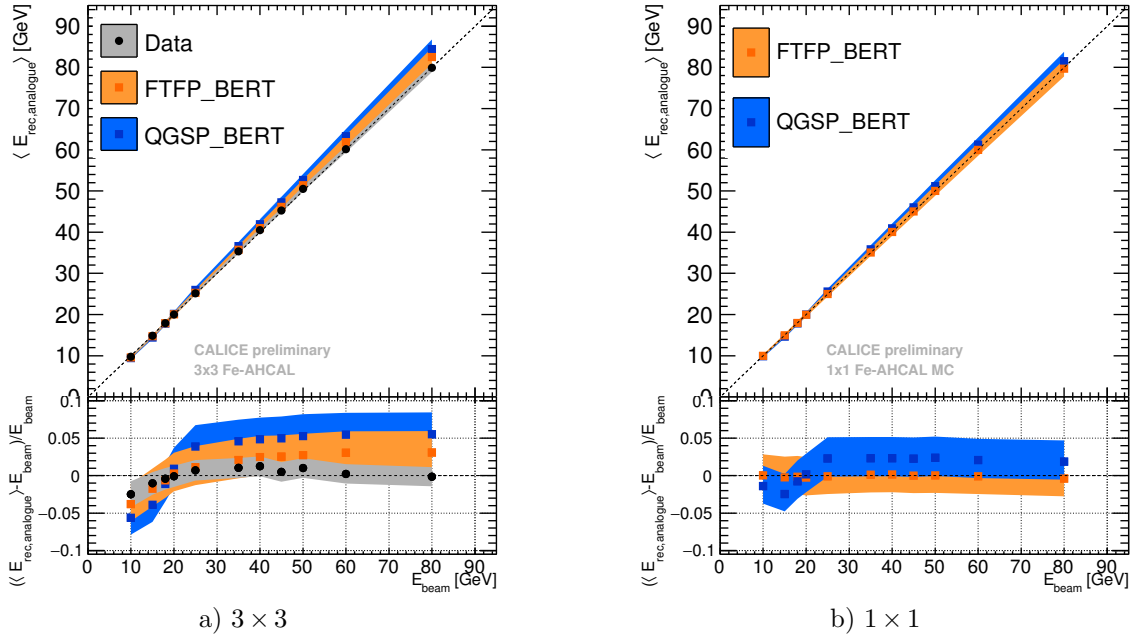 ⟨ E_rec,analogue⟩ [GeV]
90
80
70
60
50
40
30
20
10
0
Data
FTFP_BERT
QGSP_BERT
CALICE preliminary
3x3 Fe-AHCAL
(⟨ E_rec,analogue⟩-E_beam)/E_beam
0.1
0.05
0
−0.05
−0.1
0 10 20 30 40 50 60 70 80 90
E_beam [GeV]
a) 3 × 3
⟨ E_rec,analogue⟩ [GeV]
90
80
70
60
50
40
30
20
10
0
FTFP_BERT
QGSP_BERT
CALICE preliminary
1x1 Fe-AHCAL MC
(⟨ E_rec,analogue⟩-E_beam)/E_beam
0.1
0.05
0
−0.05
−0.1
0 10 20 30 40 50 60 70 80 90
E_beam [GeV]
b) 1 × 1